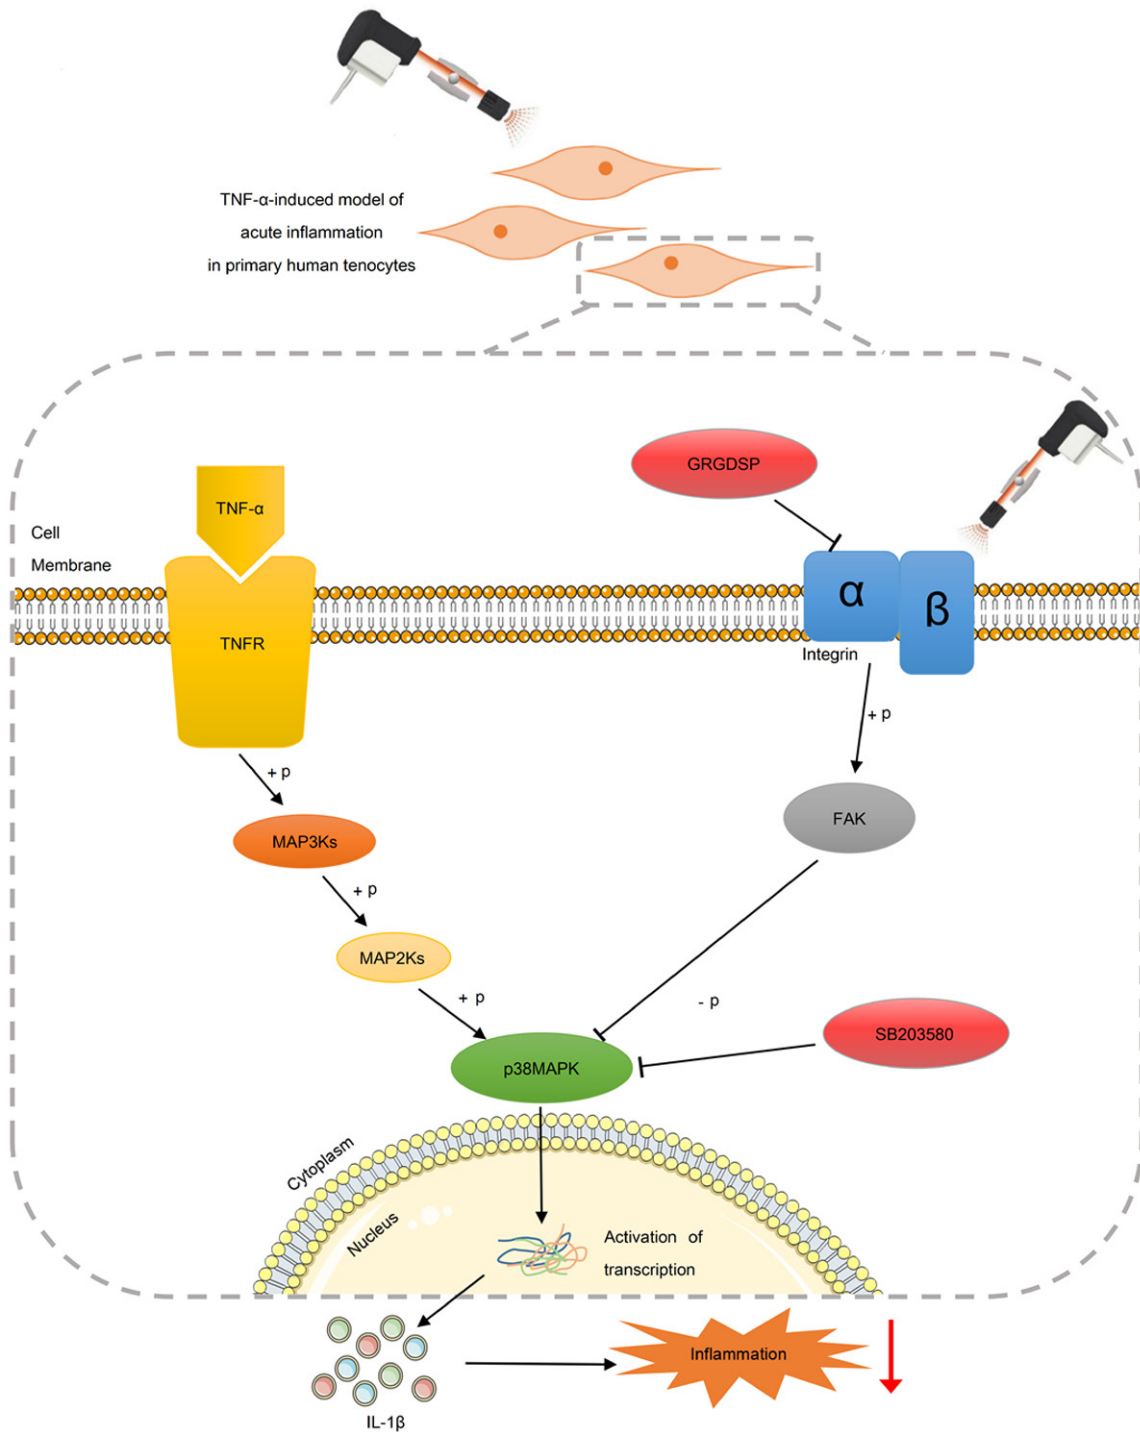 TNF-α-induced model of
acute inflammation
in primary human tenocytes
GRGDSP
TNF-α
Cell
Membrane
α
β
TNFR
Integrin
+ p
+ p
FAK
MAP3Ks
+ p
MAP2Ks
+ p
- p
SB203580
p38MAPK
Cytoplasm
Nucleus
Activation of
transcription
Inflammation
IL-1β